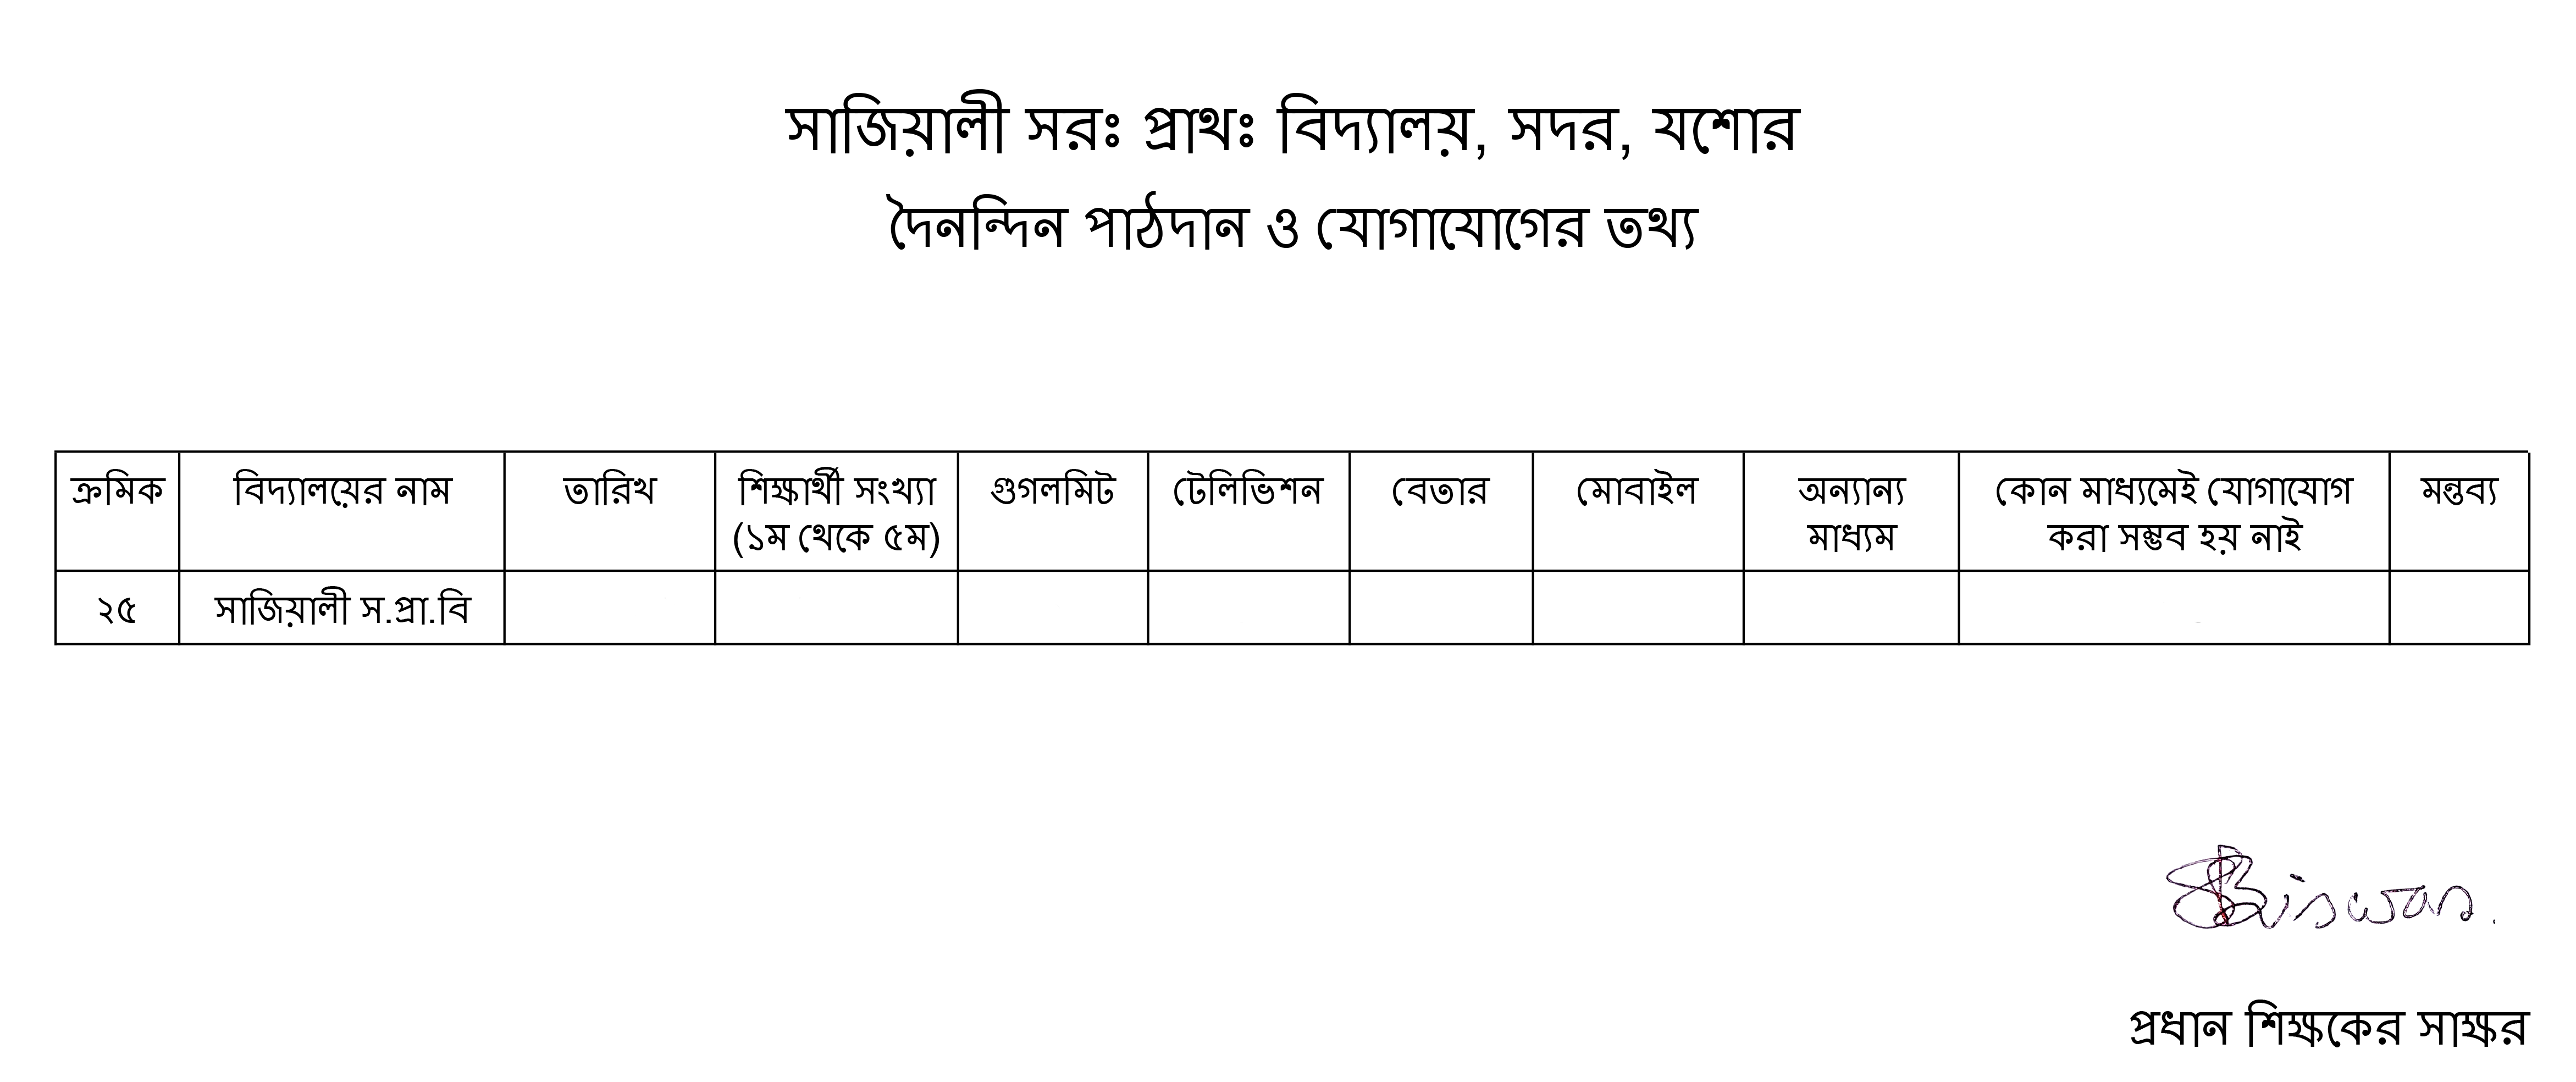 সাজিয়ালী সরঃ প্রাথঃ বিদ্যালয়, সদর, যশোর
দৈনন্দিন পাঠদান ও যোগাযোগের তথ্য
ক্রমিক বিদ্যালয়ের নাম তারিখ শিক্ষার্থী সংখ্যা গুগলমিট টেলিভিশন বেতার মোবাইল অন্যান্য কোন মাধ্যমেই যোগাযোগ মন্তব্য
(১ম থেকে ৫ম) মাধ্যম করা সম্ভব হয় নাই
২৫ সাজিয়ালী স.প্রা.বি
SBiswas.
প্রধান শিক্ষকের সাক্ষর